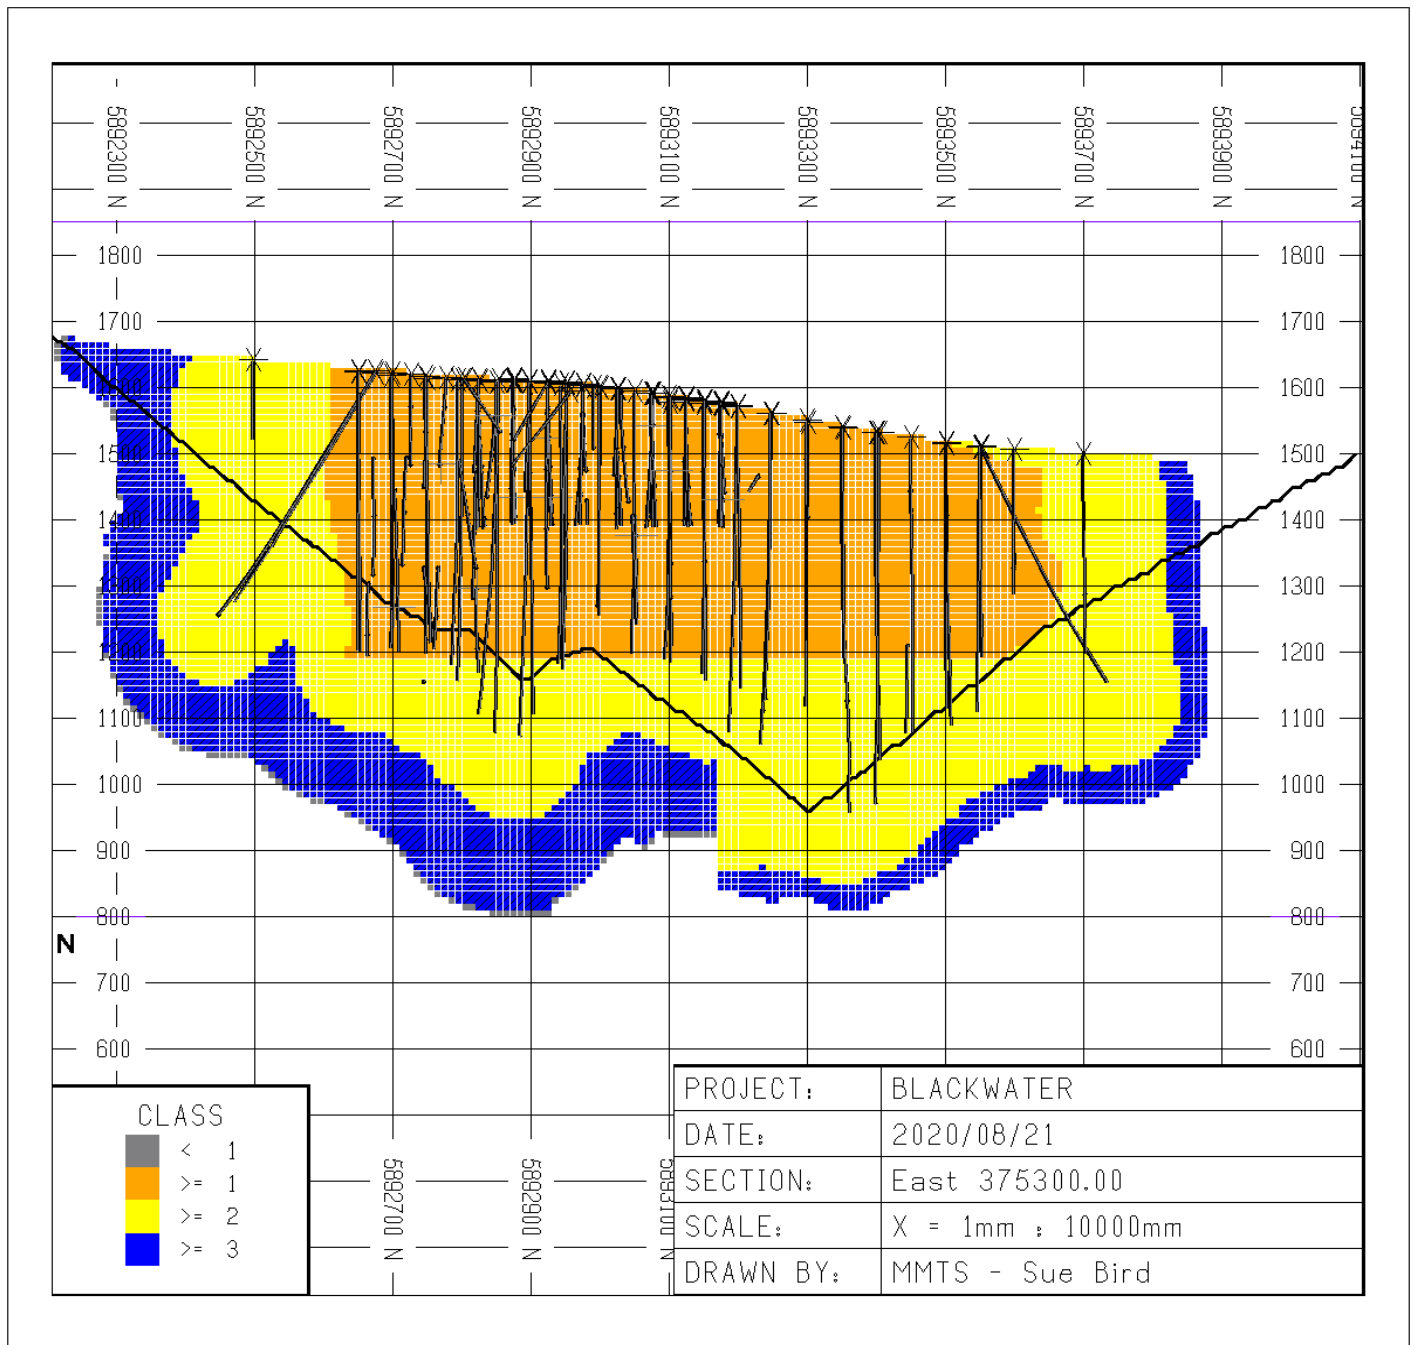 5892300 N
5892500 N
5892700 N
5892900 N
5893100 N
5893300 N
5893500 N
5893700 N
5893900 N
5894100 N
1800 1800
1700 1700
1600 1600
1500 1500
1400 1400
1300 1300
1200 1200
1100 1100
1000 1000
900 900
800 800
N
700 700
600 600
CLASS
< 1
>= 1
>= 2
>= 3
5892700 N
5892900 N
5893100 N
PROJECT: BLACKWATER
DATE: 2020/08/21
SECTION: East 375300.00
SCALE: X = 1mm : 10000mm
DRAWN BY: MMTS - Sue Bird